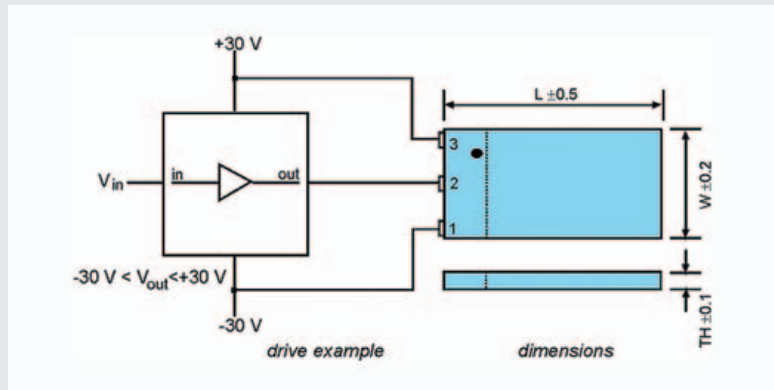 +30 V
L ±0.5
3
V_in
in
out
2
W ±0.2
1
-30 V < V_out<+30 V
-30 V
TH ±0.1
drive example
dimensions